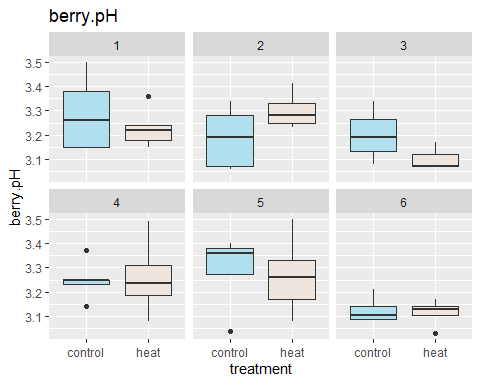 berry.pH
1 2 3
3.5
3.4
3.3
3.2
3.1
4 5 6
3.5
3.4
3.3
3.2
3.1
berry.pH
control heat control heat control heat
treatment